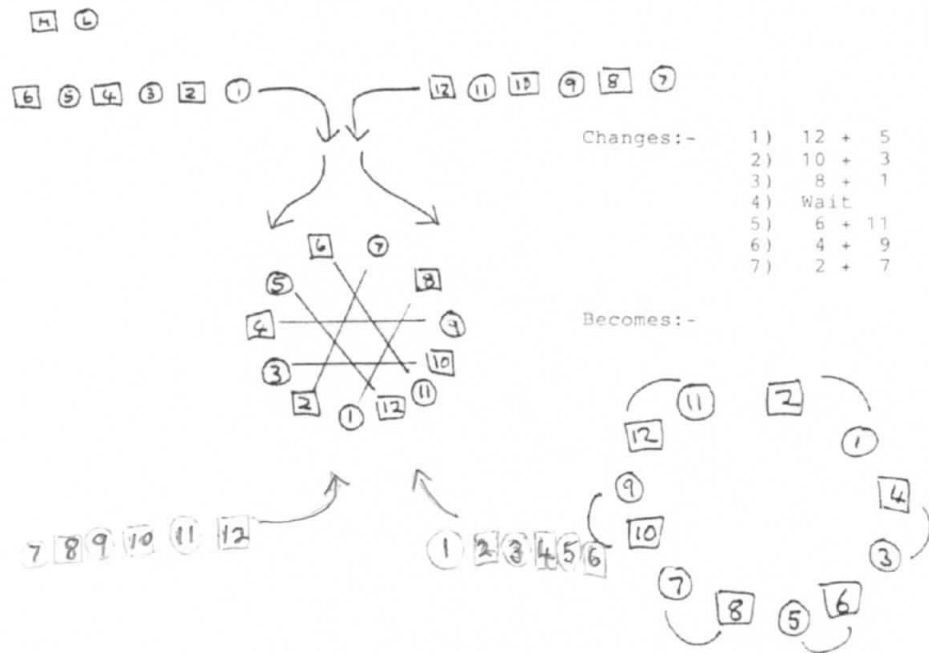 M L
6 5 4 3 2 1
12 11 10 9 8 7
Changes:-
1) 12 + 5
2) 10 + 3
3) 8 + 1
4) Wait
5) 6 + 11
6) 4 + 9
7) 2 + 7
6 7
5 8
4 9
3 10
2 1 12 11
Becomes:-
11 2
12 1
9 4
10 3
7 8 5 6
7 8 9 10 11 12
1 2 3 4 5 6